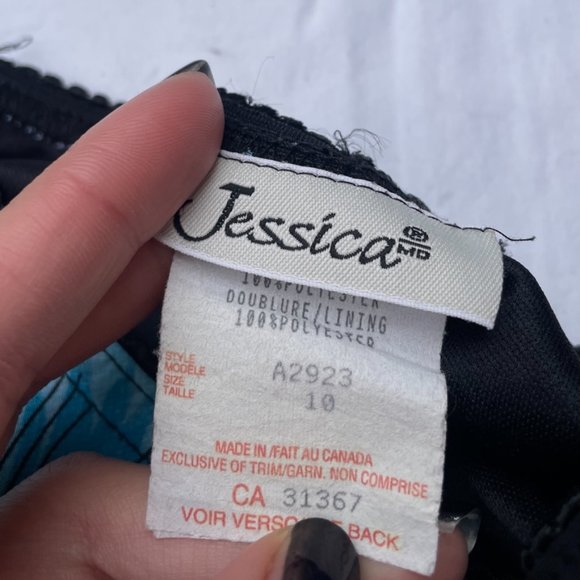 Jessica ® MD
100%POLYESTER
DOUBLURE/LINING
100%POLYESTER
STYLE
MODÈLE A2923
SIZE
TAILLE 10
MADE IN/FAIT AU CANADA
EXCLUSIVE OF TRIM/GARN. NON COMPRISE
CA 31367
VOIR VERSO BACK